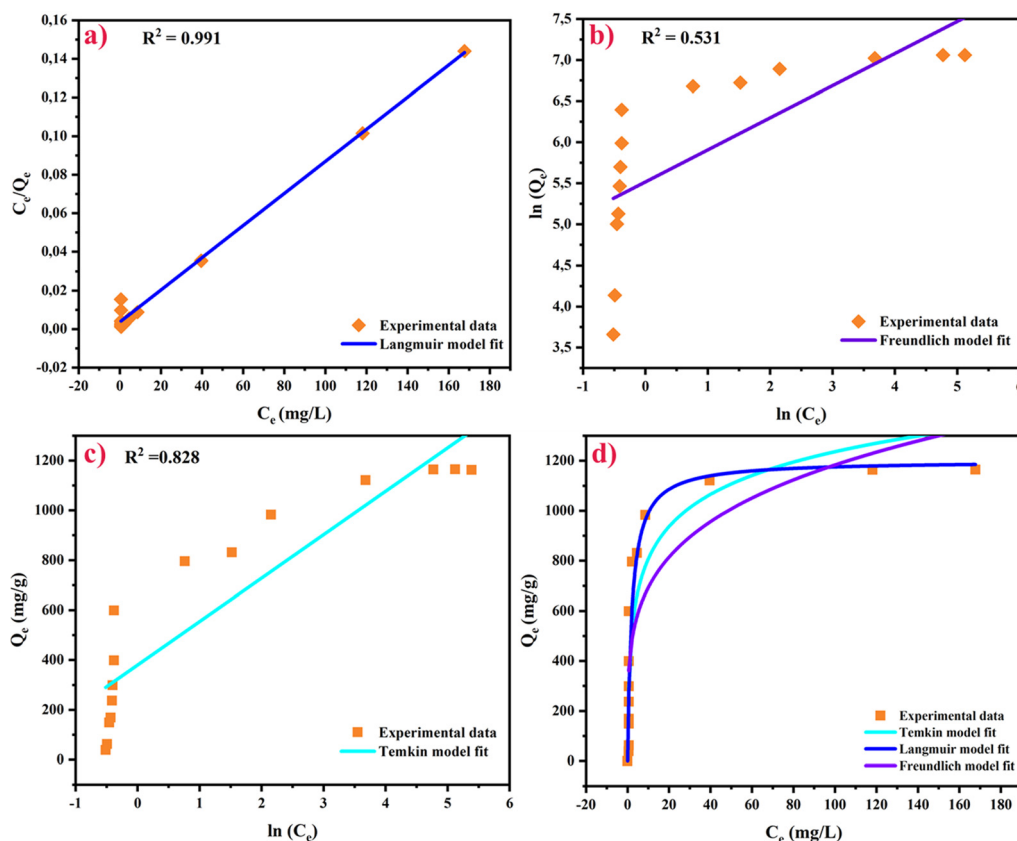 a)
R² = 0.991
0,16
0,14
0,12
0,10
0,08
0,06
0,04
0,02
0,00
-0,02
Cₑ/Qₑ
Experimental data
Langmuir model fit
-20 0 20 40 60 80 100 120 140 160 180
Cₑ (mg/L)
b)
R² = 0.531
7,5
7,0
6,5
6,0
5,5
5,0
4,5
4,0
3,5
ln (Qₑ)
Experimental data
Freundlich model fit
-1 0 1 2 3 4 5 6
ln (Cₑ)
c)
R² =0.828
1200
1000
800
600
400
200
0
Qₑ (mg/g)
Experimental data
Temkin model fit
-1 0 1 2 3 4 5 6
ln (Cₑ)
d)
1200
1000
800
600
400
200
0
Qₑ (mg/g)
Experimental data
Temkin model fit
Langmuir model fit
Freundlich model fit
-20 0 20 40 60 80 100 120 140 160 180
Cₑ (mg/L)